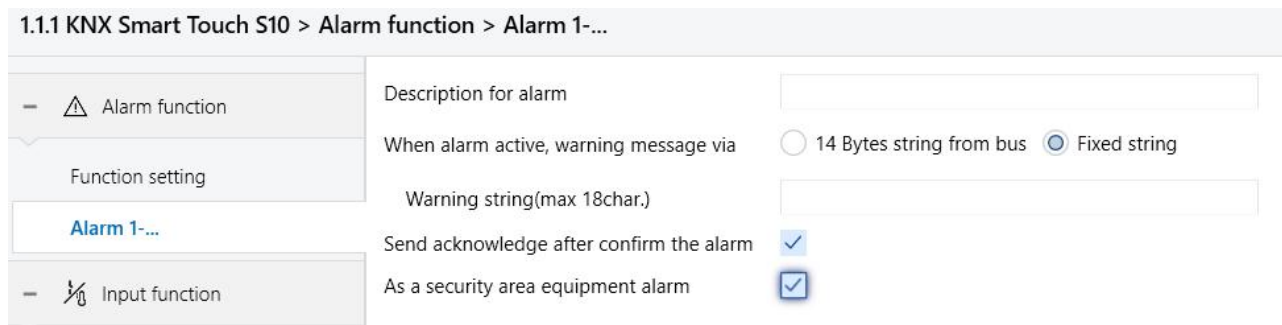 1.1.1 KNX Smart Touch S10 > Alarm function > Alarm 1-...
Alarm function
Function setting
Alarm 1-...
Input function
Description for alarm
When alarm active, warning message via 14 Bytes string from bus Fixed string
Warning string(max 18char.)
Send acknowledge after confirm the alarm
As a security area equipment alarm